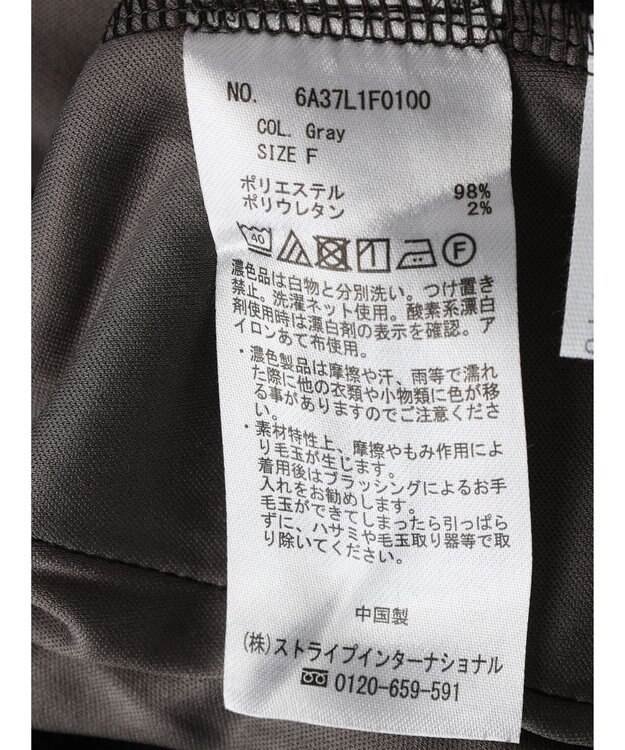 NO. 6A37L1F0100
COL. Gray
SIZE F
ポリエステル 98%
ポリウレタン 2%
40 F
濃色品は白物と分別洗い。つけ置き
禁止。洗濯ネット使用。酸素系漂白
剤使用時は漂白剤の表示を確認。ア
イロンあて布使用。
・濃色製品は摩擦や汗、雨等で濡れ
た際に他の衣類や小物類に色が移
る事がありますのでご注意くださ
い。
・素材特性上、摩擦やもみ作用によ
り毛玉が生じます。
着用後はブラッシングによるお手
入れをお勧めします。
毛玉ができてしまったら引っぱら
ずに、ハサミや毛玉取り器等で取
り除いてください。
中国製
(株)ストライプインターナショナル
0120-659-591